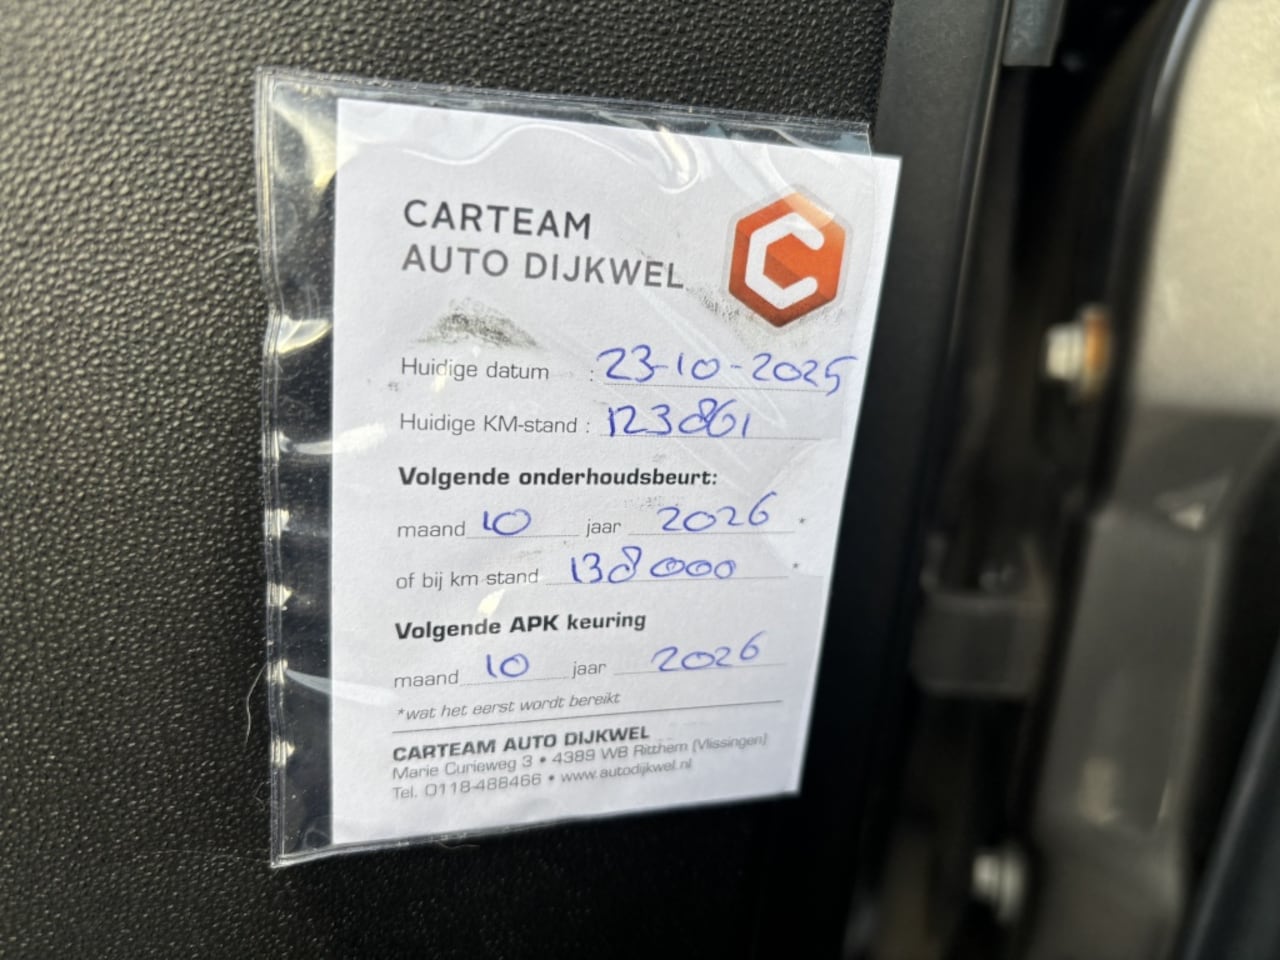 CARTEAM
AUTO DIJKWEL
Huidige datum : 23-10-2025
Huidige KM-stand : 123861
Volgende onderhoudsbeurt:
maand 10 jaar 2026 *
of bij km stand 138000 *
Volgende APK keuring
maand 10 jaar 2026
*wat het eerst wordt bereikt
CARTEAM AUTO DIJKWEL
Marie Curieweg 3 • 4389 WB Ritthem (Vlissingen)
Tel. 0118-488466 • www.autodijkwel.nl